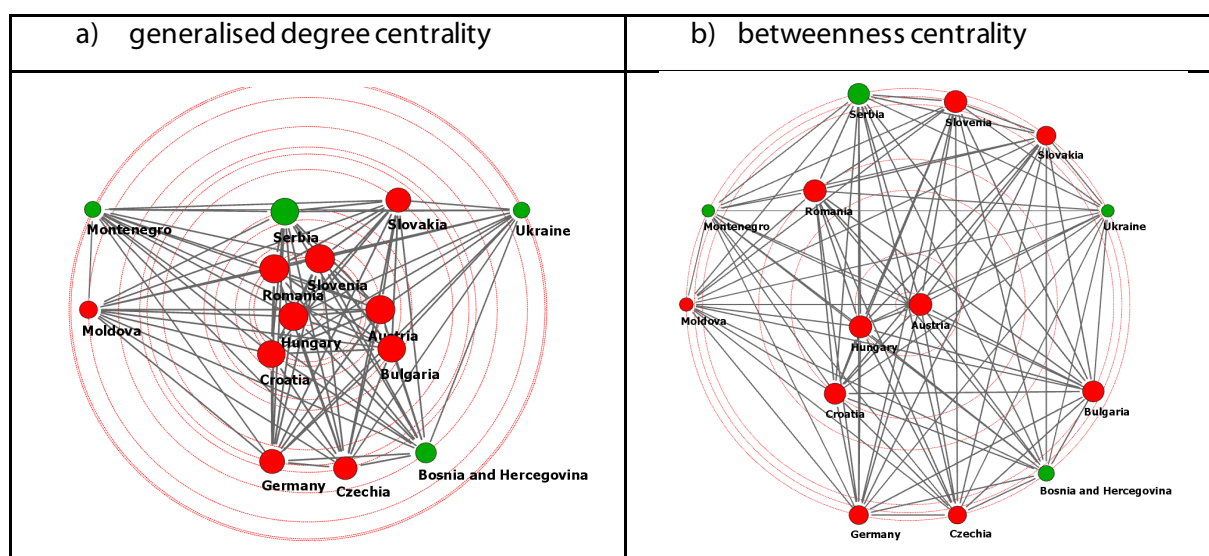 a) generalised degree centrality
b) betweenness centrality
Montenegro
Serbia
Slovakia
Ukraine
Slovenia
Romania
Moldova
Hungary
Austria
Croatia
Bulgaria
Germany
Czechia
Bosnia and Hercegovina
Serbia
Slovenia
Slovakia
Romania
Montenegro
Ukraine
Moldova
Austria
Hungary
Croatia
Bulgaria
Bosnia and Hercegovina
Germany
Czechia